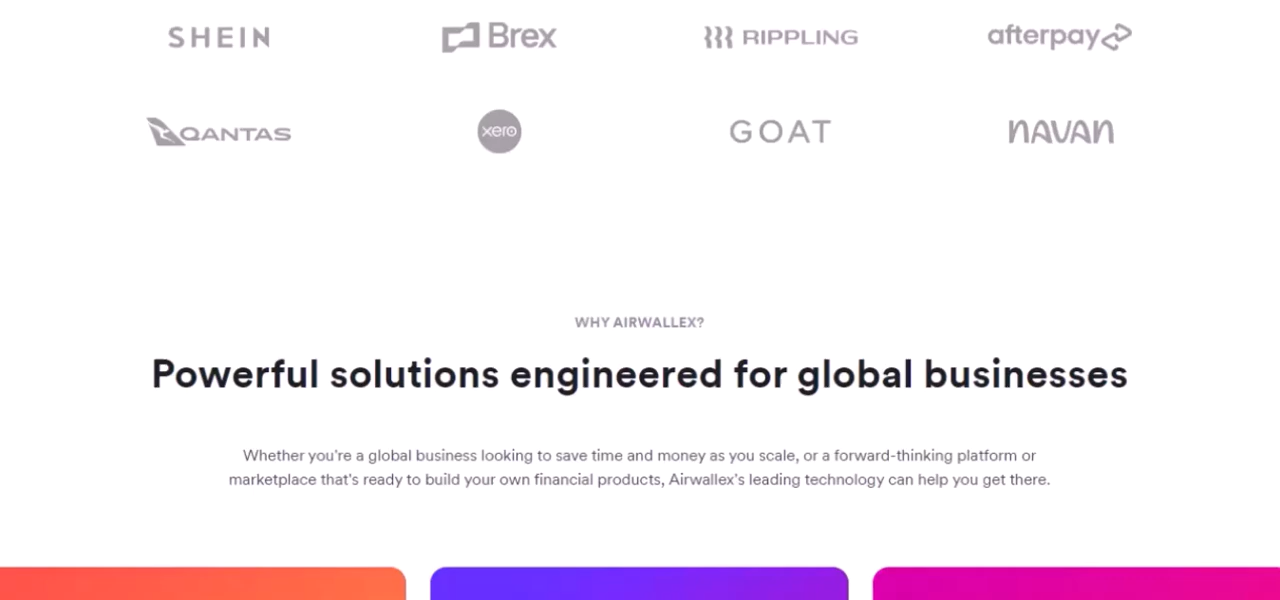 SHEIN Brex RIPPLING afterpay
QANTAS xero GOAT NAVAN
WHY AIRWALLEX?
Powerful solutions engineered for global businesses
Whether you're a global business looking to save time and money as you scale, or a forward-thinking platform or
marketplace that's ready to build your own financial products, Airwallex's leading technology can help you get there.